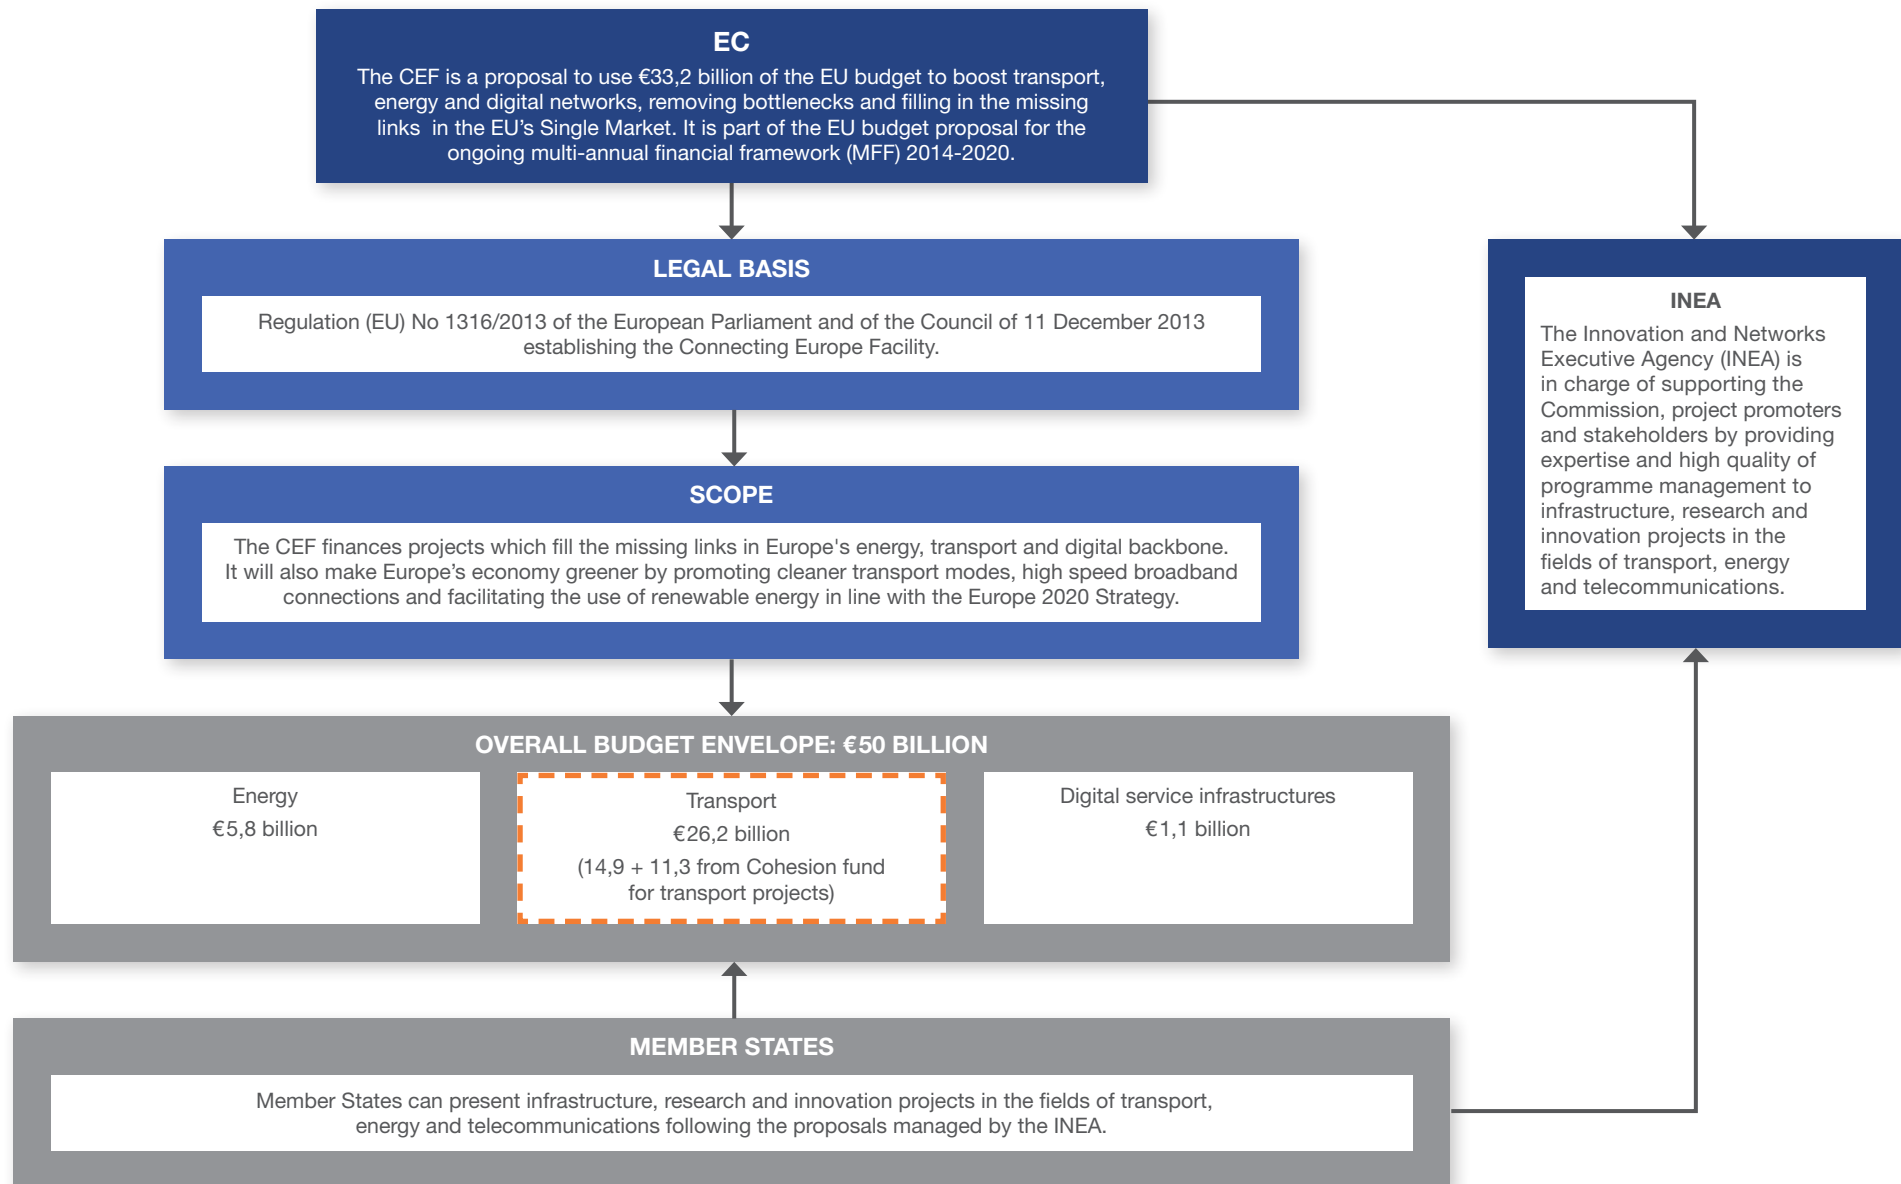 EC
The CEF is a proposal to use €33,2 billion of the EU budget to boost transport,
energy and digital networks, removing bottlenecks and filling in the missing
links in the EU’s Single Market. It is part of the EU budget proposal for the
ongoing multi-annual financial framework (MFF) 2014-2020.
LEGAL BASIS
Regulation (EU) No 1316/2013 of the European Parliament and of the Council of 11 December 2013
establishing the Connecting Europe Facility.
INEA
The Innovation and Networks
Executive Agency (INEA) is
in charge of supporting the
Commission, project promoters
and stakeholders by providing
expertise and high quality of
programme management to
infrastructure, research and
innovation projects in the
fields of transport, energy
and telecommunications.
SCOPE
The CEF finances projects which fill the missing links in Europe's energy, transport and digital backbone.
It will also make Europe’s economy greener by promoting cleaner transport modes, high speed broadband
connections and facilitating the use of renewable energy in line with the Europe 2020 Strategy.
OVERALL BUDGET ENVELOPE: €50 BILLION
Energy
€5,8 billion
Transport
€26,2 billion
(14,9 + 11,3 from Cohesion fund
for transport projects)
Digital service infrastructures
€1,1 billion
MEMBER STATES
Member States can present infrastructure, research and innovation projects in the fields of transport,
energy and telecommunications following the proposals managed by the INEA.